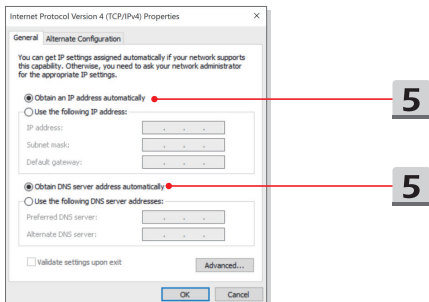 Internet Protocol Version 4 (TCP/IPv4) Properties
General Alternate Configuration
You can get IP settings assigned automatically if your network supports
this capability. Otherwise, you need to ask your network administrator
for the appropriate IP settings.
Obtain an IP address automatically
5
Use the following IP address:
IP address:
Subnet mask:
Default gateway:
Obtain DNS server address automatically
5
Use the following DNS server addresses:
Preferred DNS server:
Alternate DNS server:
Validate settings upon exit
Advanced...
OK Cancel